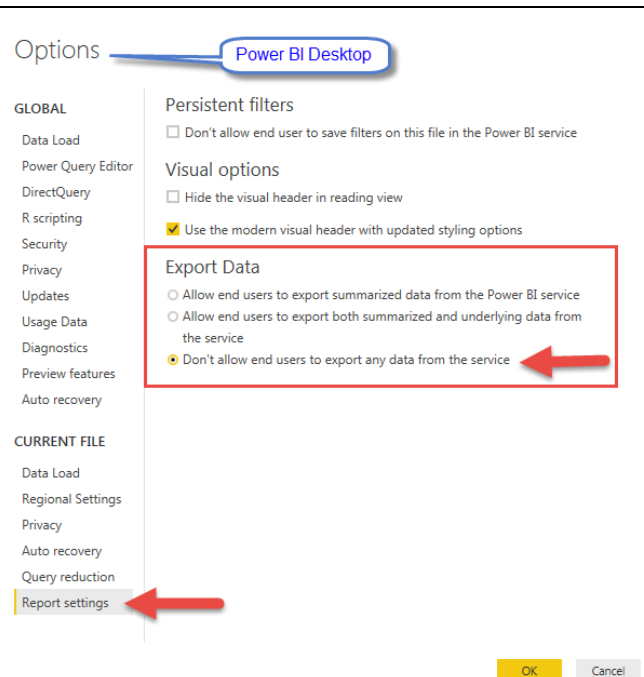 Options
Power BI Desktop
GLOBAL
Data Load
Power Query Editor
DirectQuery
R scripting
Security
Privacy
Updates
Usage Data
Diagnostics
Preview features
Auto recovery
CURRENT FILE
Data Load
Regional Settings
Privacy
Auto recovery
Query reduction
Report settings
Persistent filters
Don't allow end user to save filters on this file in the Power BI service
Visual options
Hide the visual header in reading view
Use the modern visual header with updated styling options
Export Data
Allow end users to export summarized data from the Power BI service
Allow end users to export both summarized and underlying data from
the service
Don't allow end users to export any data from the service
OK
Cancel